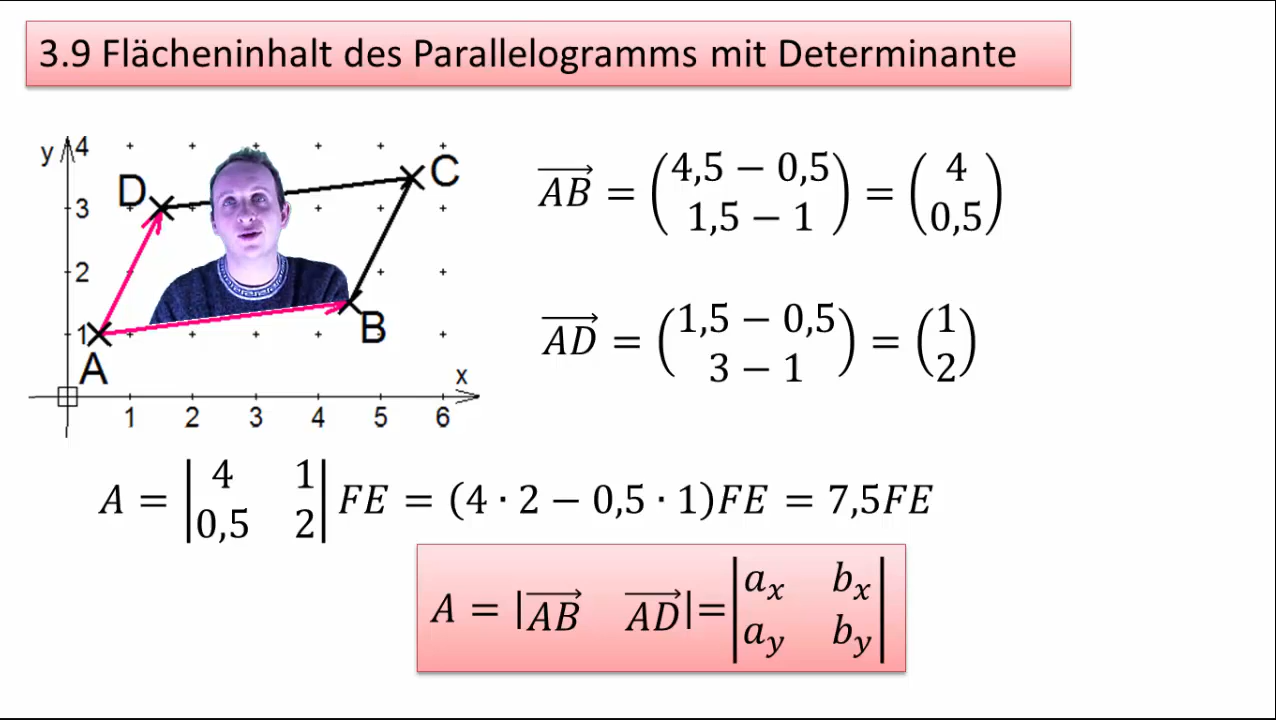 3.9 Flächeninhalt des Parallelogramms mit Determinante
y 4
3
2
1
1 2 3 4 5 6
x
A
B
C
D
AB⃗ = (4,5 − 0,5 / 1,5 − 1) = (4 / 0,5)
AD⃗ = (1,5 − 0,5 / 3 − 1) = (1 / 2)
A = |4 1 / 0,5 2| FE = (4 · 2 − 0,5 · 1)FE = 7,5FE
A = |AB⃗ AD⃗| = |aₓ bₓ / a_y b_y|